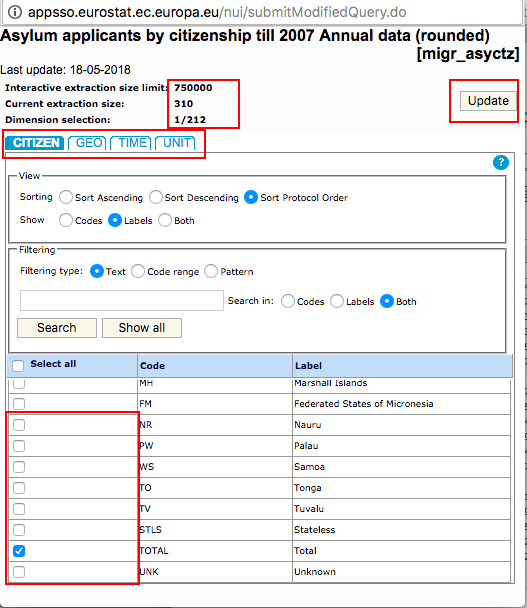 appsso.eurostat.ec.europa.eu/nui/submitModifiedQuery.do
Asylum applicants by citizenship till 2007 Annual data (rounded)
[migr_asyctz]
Last update: 18-05-2018
Interactive extraction size limit: 750000
Current extraction size: 310
Dimension selection: 1/212
Update
CITIZEN GEO TIME UNIT
?
View
Sorting Sort Ascending Sort Descending Sort Protocol Order
Show Codes Labels Both
Filtering
Filtering type: Text Code range Pattern
Search in: Codes Labels Both
Search Show all
Select all Code Label
MH Marshall Islands
FM Federated States of Micronesia
NR Nauru
PW Palau
WS Samoa
TO Tonga
TV Tuvalu
STLS Stateless
TOTAL Total
UNK Unknown